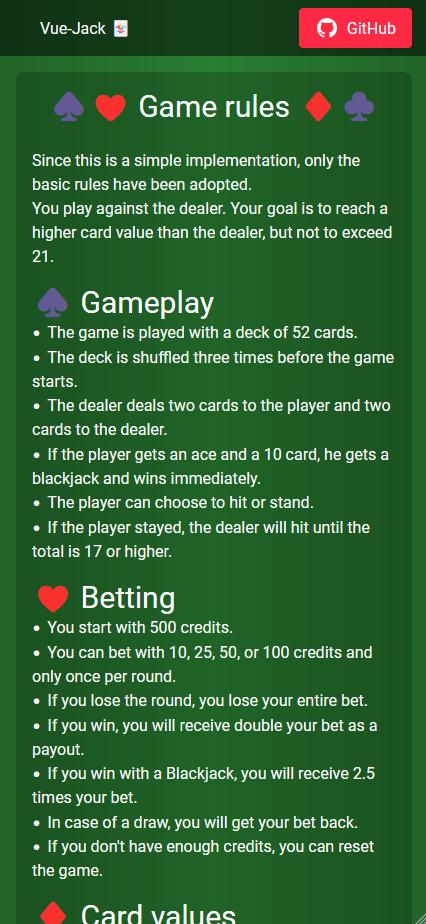 Vue-Jack 🃏
GitHub
Game rules
Since this is a simple implementation, only the
basic rules have been adopted.
You play against the dealer. Your goal is to reach a
higher card value than the dealer, but not to exceed
21.
Gameplay
• The game is played with a deck of 52 cards.
• The deck is shuffled three times before the game
starts.
• The dealer deals two cards to the player and two
cards to the dealer.
• If the player gets an ace and a 10 card, he gets a
blackjack and wins immediately.
• The player can choose to hit or stand.
• If the player stayed, the dealer will hit until the
total is 17 or higher.
Betting
• You start with 500 credits.
• You can bet with 10, 25, 50, or 100 credits and
only once per round.
• If you lose the round, you lose your entire bet.
• If you win, you will receive double your bet as a
payout.
• If you win with a Blackjack, you will receive 2.5
times your bet.
• In case of a draw, you will get your bet back.
• If you don't have enough credits, you can reset
the game.
Card values